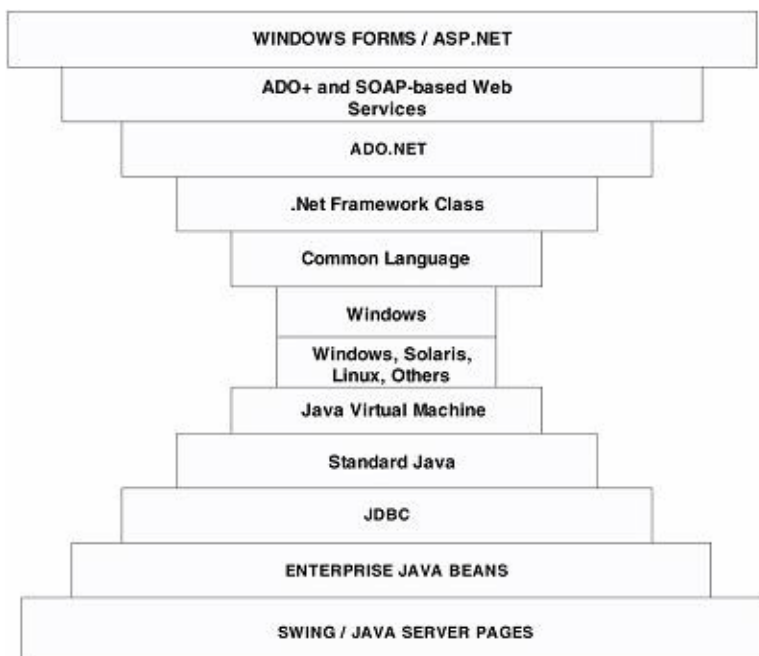 WINDOWS FORMS / ASP.NET
ADO+ and SOAP-based Web
Services
ADO.NET
.Net Framework Class
Common Language
Windows
Windows, Solaris,
Linux, Others
Java Virtual Machine
Standard Java
JDBC
ENTERPRISE JAVA BEANS
SWING / JAVA SERVER PAGES